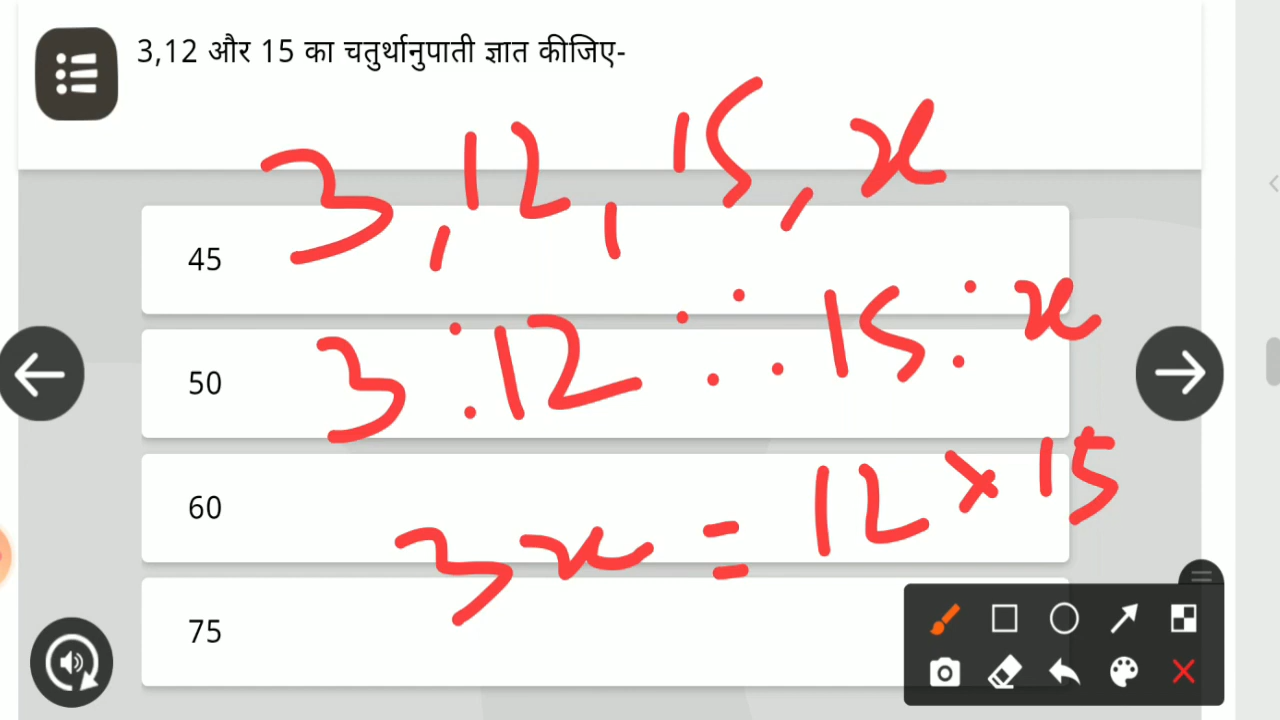 3,12 और 15 का चतुर्थानुपाती ज्ञात कीजिए-
3, 12, 15, x
45
3 : 12 :: 15 : x
50
3x = 12 × 15
60
75